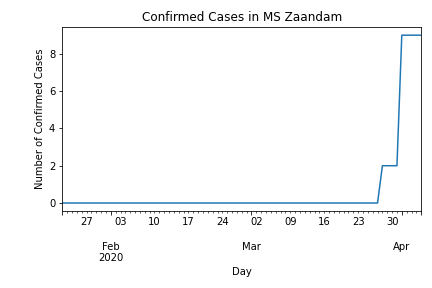 Confirmed Cases in MS Zaandam
Number of Confirmed Cases
8
6
4
2
0
27 03 10 17 24 02 09 16 23 30
Feb Mar Apr
2020
Day